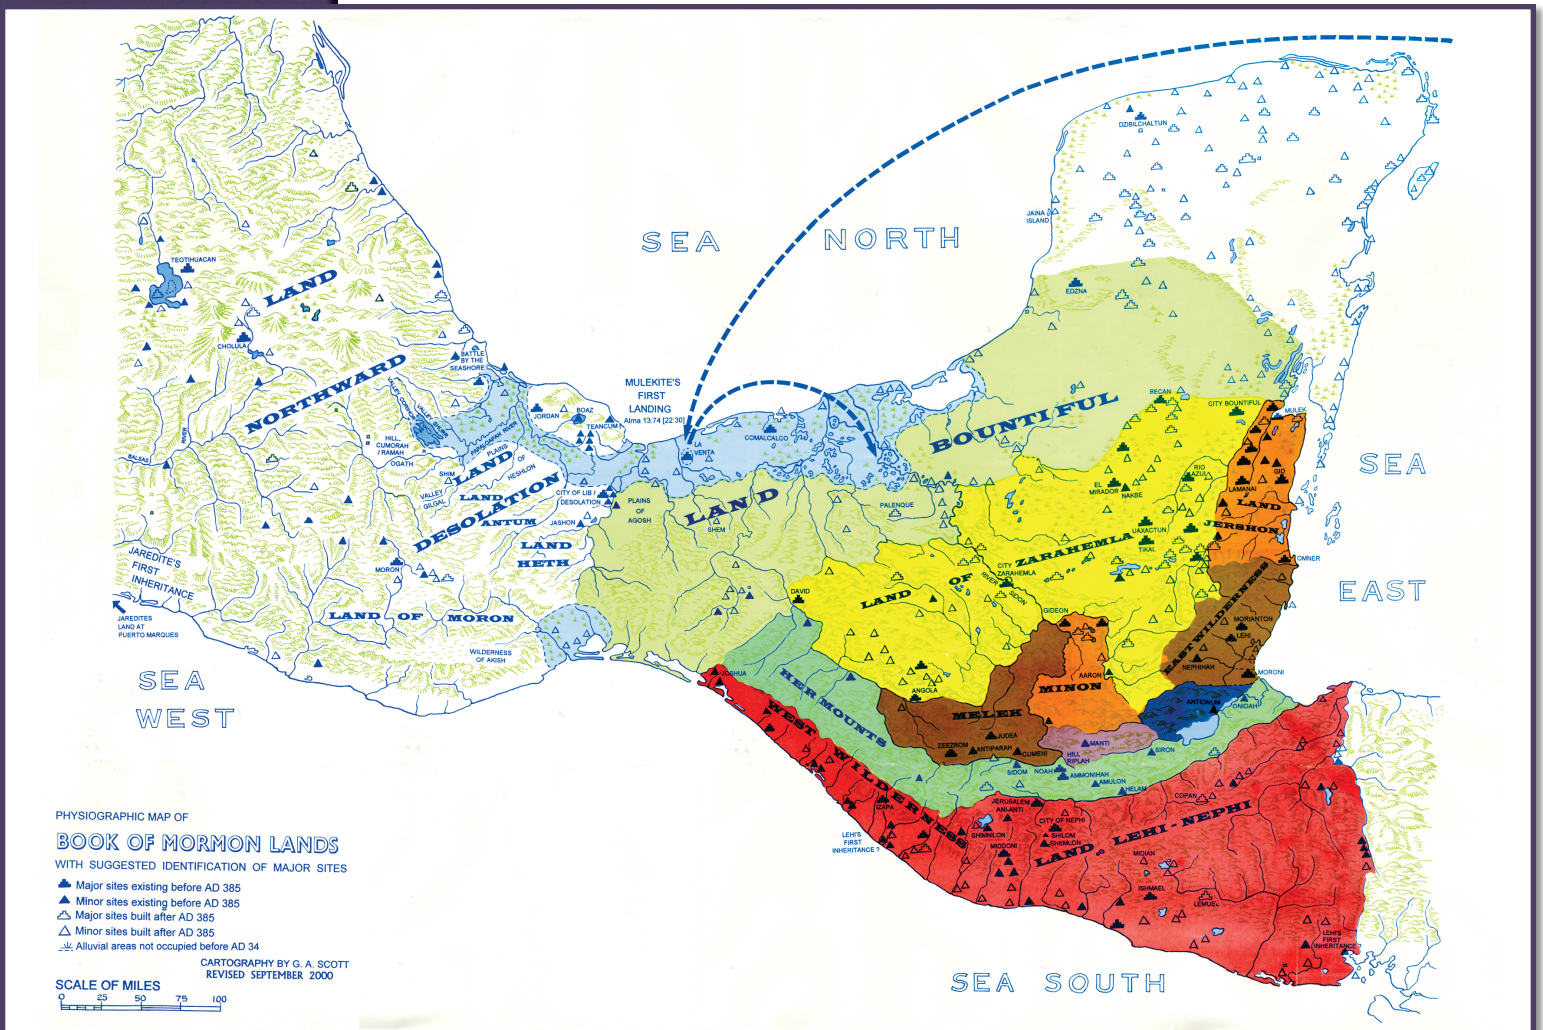 DZIBILCHALTUN
JAINA
ISLAND
SEA NORTH
TEOTIHUACAN
LAND
NORTHWARD
EDZNA
CHOLULA
BATTLE
BY THE
SEASHORE
MULEKITE'S
FIRST
LANDING
Alma 13:74 [22:30]
JORDAN
BOAZ
TEANCUM
BECAN
CITY BOUNTIFUL
MULEK
BOUNTIFUL
HILL,
CUMORAH
/ RAMAH
OGATH
PAPALOAPAN RIVER
PLAINS
OF
HESHLON
LA
VENTA
COMALCALCO
BALSAS
RIVER
SHIM
VALLEY
GILGAL
LAND
DESOLATION
LAND
ANTUM
CITY OF LIB /
DESOLATION
JASHON
PLAINS
OF
AGOSH
LAND
SHEM
PALENQUE
EL
MIRADOR
NAKBE
RIO
AZUL
GID
LAMANAI
LAND
JERSHON
SEA
EAST
UAXACTUN
TIKAL
OMNER
LAND
HETH
MORON
JAREDITE'S
FIRST
INHERITANCE
JAREDITES
LAND AT
PUERTO MARQUES
LAND OF MORON
WILDERNESS
OF AKISH
DAVID
LAND OF ZARAHEMLA
CITY
ZARAHEMLA
RIVER SIDON
GIDEON
EAST WILDERNESS
MORIANTON
LEHI
NEPHIHAH
MORONI
SEA
WEST
JOSHUA
HERMOUNTS
WEST WILDERNESS
ANGOLA
AARON
MINON
MELEK
ANTIONUM
ONIDAH
JUDEA
ZEEZROM
ANTIPARAH
CUMENI
MANTI
HILL
RIPLAH
SIRON
SIDOM
NOAH
AMMONIHAH
AMULON
HELAM
IZAPA
JERUSALEM
ANI-ANTI
CITY OF NEPHI
SHIMNILON
SHILOM
SHEMLON
MIDDONI
COPAN
LAND OF LEHI-NEPHI
MIDIAN
ISHMAEL
LEMUEL
LEHI'S
FIRST
INHERITANCE ?
LEHI'S
FIRST
INHERITANCE?
SEA SOUTH
PHYSIOGRAPHIC MAP OF
BOOK OF MORMON LANDS
WITH SUGGESTED IDENTIFICATION OF MAJOR SITES
Major sites existing before AD 385
Minor sites existing before AD 385
Major sites built after AD 385
Minor sites built after AD 385
Alluvial areas not occupied before AD 34
CARTOGRAPHY BY G. A. SCOTT
REVISED SEPTEMBER 2000
SCALE OF MILES
0 25 50 75 100